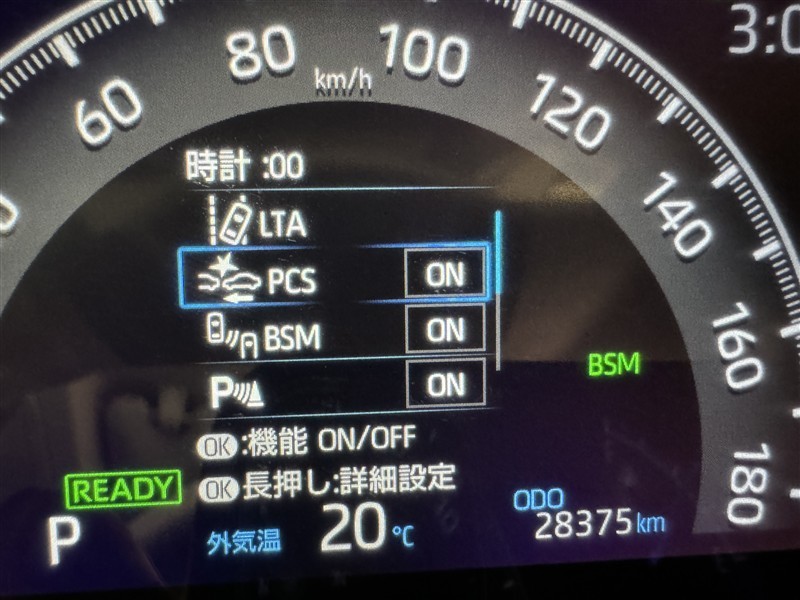 3:0
60
80
100
120
140
160
180
km/h
時計 :00
LTA
PCS ON
BSM ON
P ON
BSM
OK:機能 ON/OFF
OK長押し:詳細設定
READY
P
外気温 20℃
ODO
28375km